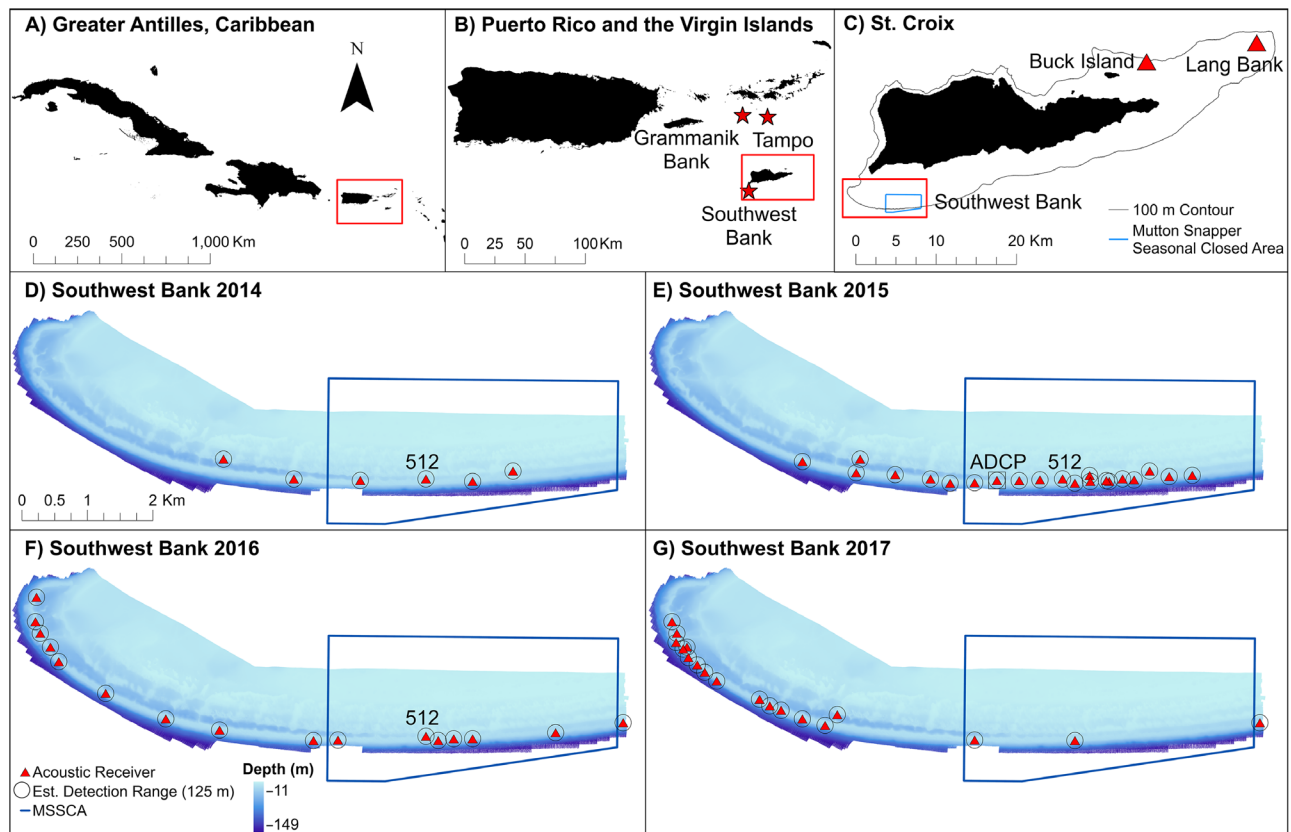 A) Greater Antilles, Caribbean
N
0 250 500 1,000 Km
B) Puerto Rico and the Virgin Islands
Grammanik
Bank
Tampo
Southwest
Bank
0 25 50 100 Km
C) St. Croix
Buck Island
Lang Bank
Southwest Bank
100 m Contour
Mutton Snapper
Seasonal Closed Area
0 5 10 20 Km
D) Southwest Bank 2014
512
0 0.5 1 2 Km
E) Southwest Bank 2015
ADCP 512
F) Southwest Bank 2016
512
Acoustic Receiver
Est. Detection Range (125 m)
MSSCA
Depth (m)
–11
–149
G) Southwest Bank 2017